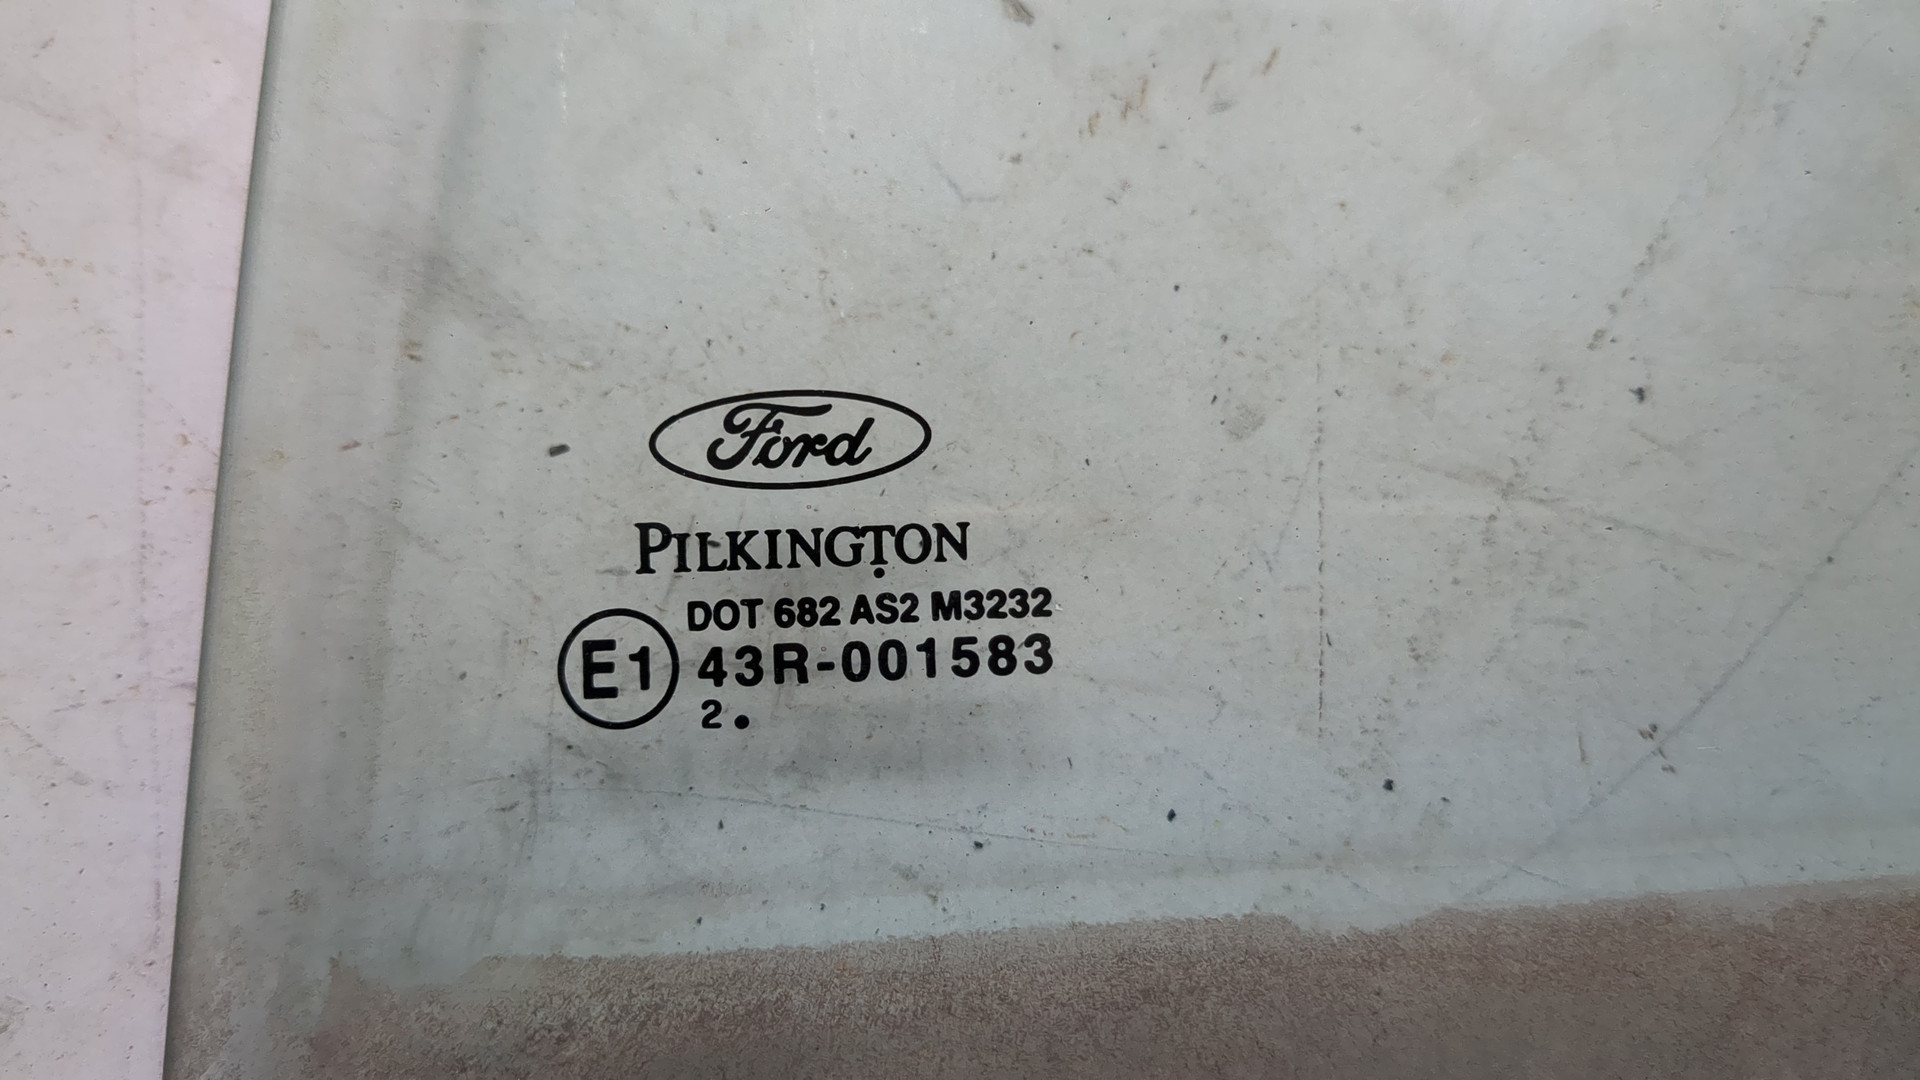 Ford
PILKINGTON
DOT 682 AS2 M3232
E1 43R-001583
2.